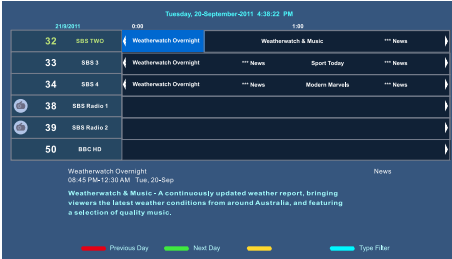 Tuesday, 20-September-2011 4:38:22 PM
21/9/2011 0:00 1:00
32 SBS TWO Weatherwatch Overnight Weatherwatch & Music *** News
33 SBS 3 Weatherwatch Overnight *** News Sport Today *** News
34 SBS 4 Weatherwatch Overnight *** News Modern Marvels *** News
38 SBS Radio 1
39 SBS Radio 2
50 BBC HD
Weatherwatch Overnight News
08:45 PM-12:30 AM Tue, 20-Sep
Weatherwatch & Music - A continuously updated weather report, bringing
viewers the latest weather conditions from around Australia, and featuring
a selection of quality music.
Previous Day Next Day Type Filter